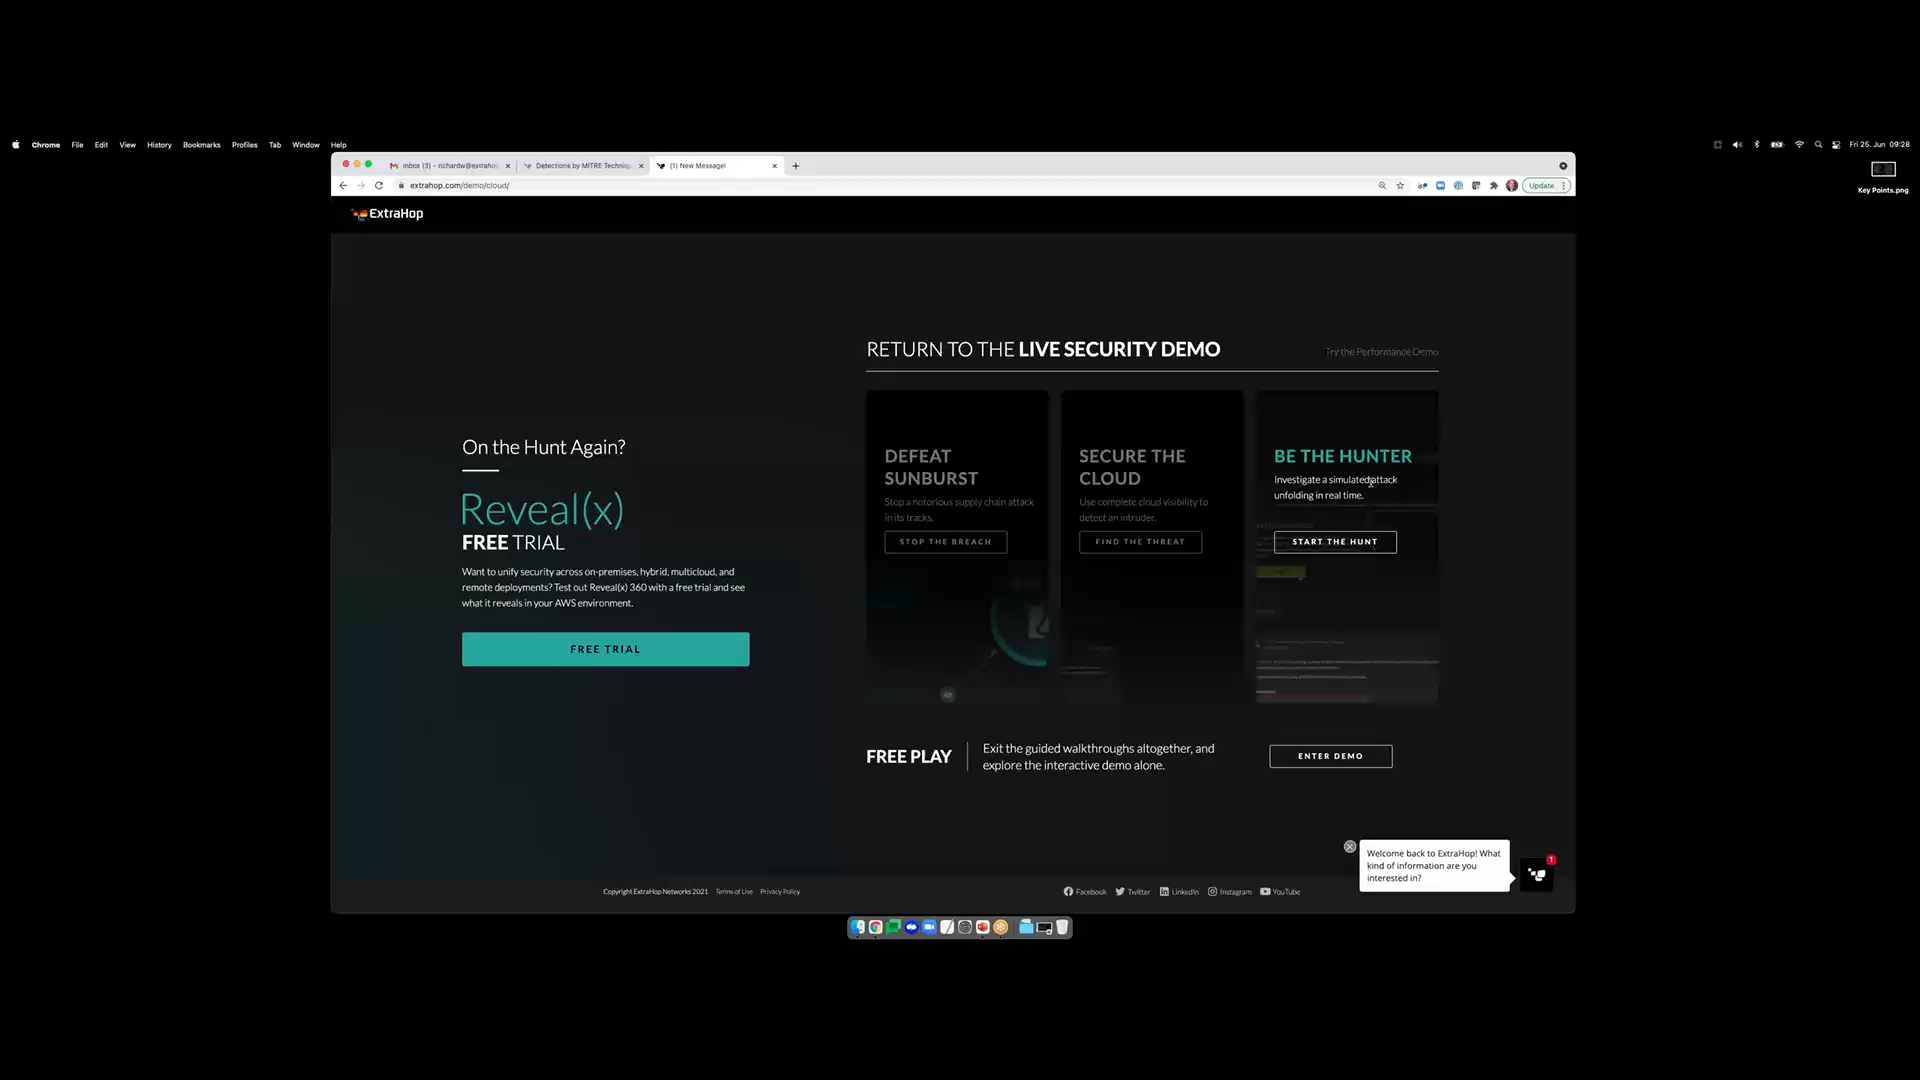 Chrome File Edit View History Bookmarks Profiles Tab Window Help
Fri 25. Jun 09:28
Key Points.png
Inbox (3) - richardw@extraho
Detections by MITRE Techniqu
(1) New Message!
extrahop.com/demo/cloud/
Update
ExtraHop
On the Hunt Again?
Reveal(x)
FREE TRIAL
Want to unify security across on-premises, hybrid, multicloud, and
remote deployments? Test out Reveal(x) 360 with a free trial and see
what it reveals in your AWS environment.
FREE TRIAL
RETURN TO THE LIVE SECURITY DEMO
Try the Performance Demo
DEFEAT
SUNBURST
Stop a notorious supply chain attack
in its tracks.
STOP THE BREACH
SECURE THE
CLOUD
Use complete cloud visibility to
detect an intruder.
FIND THE THREAT
BE THE HUNTER
Investigate a simulated attack
unfolding in real time.
START THE HUNT
FREE PLAY
Exit the guided walkthroughs altogether, and
explore the interactive demo alone.
ENTER DEMO
Welcome back to ExtraHop! What
kind of information are you
interested in?
1
Copyright ExtraHop Networks 2021 Terms of Use Privacy Policy
Facebook Twitter LinkedIn Instagram YouTube